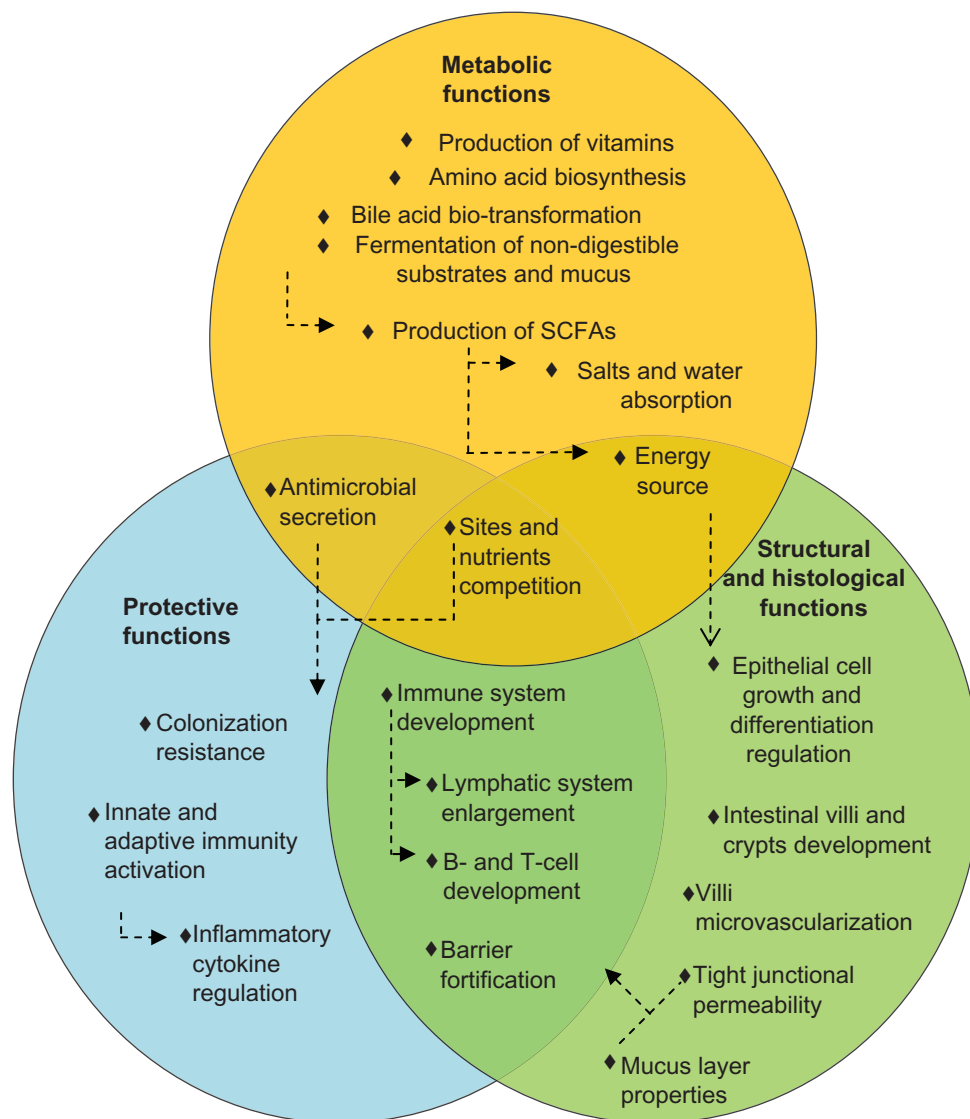 Metabolic
functions
♦ Production of vitamins
♦ Amino acid biosynthesis
♦ Bile acid bio-transformation
♦ Fermentation of non-digestible
substrates and mucus
♦ Production of SCFAs
♦ Salts and water
absorption
♦ Energy
source
♦ Antimicrobial
secretion
♦ Sites and
nutrients
competition
Protective
functions
♦ Colonization
resistance
♦ Innate and
adaptive immunity
activation
♦ Inflammatory
cytokine
regulation
♦ Immune system
development
♦ Lymphatic system
enlargement
♦ B- and T-cell
development
♦ Barrier
fortification
Structural
and histological
functions
♦ Epithelial cell
growth and
differentiation
regulation
♦ Intestinal villi and
crypts development
♦ Villi
microvascularization
♦ Tight junctional
permeability
♦ Mucus layer
properties